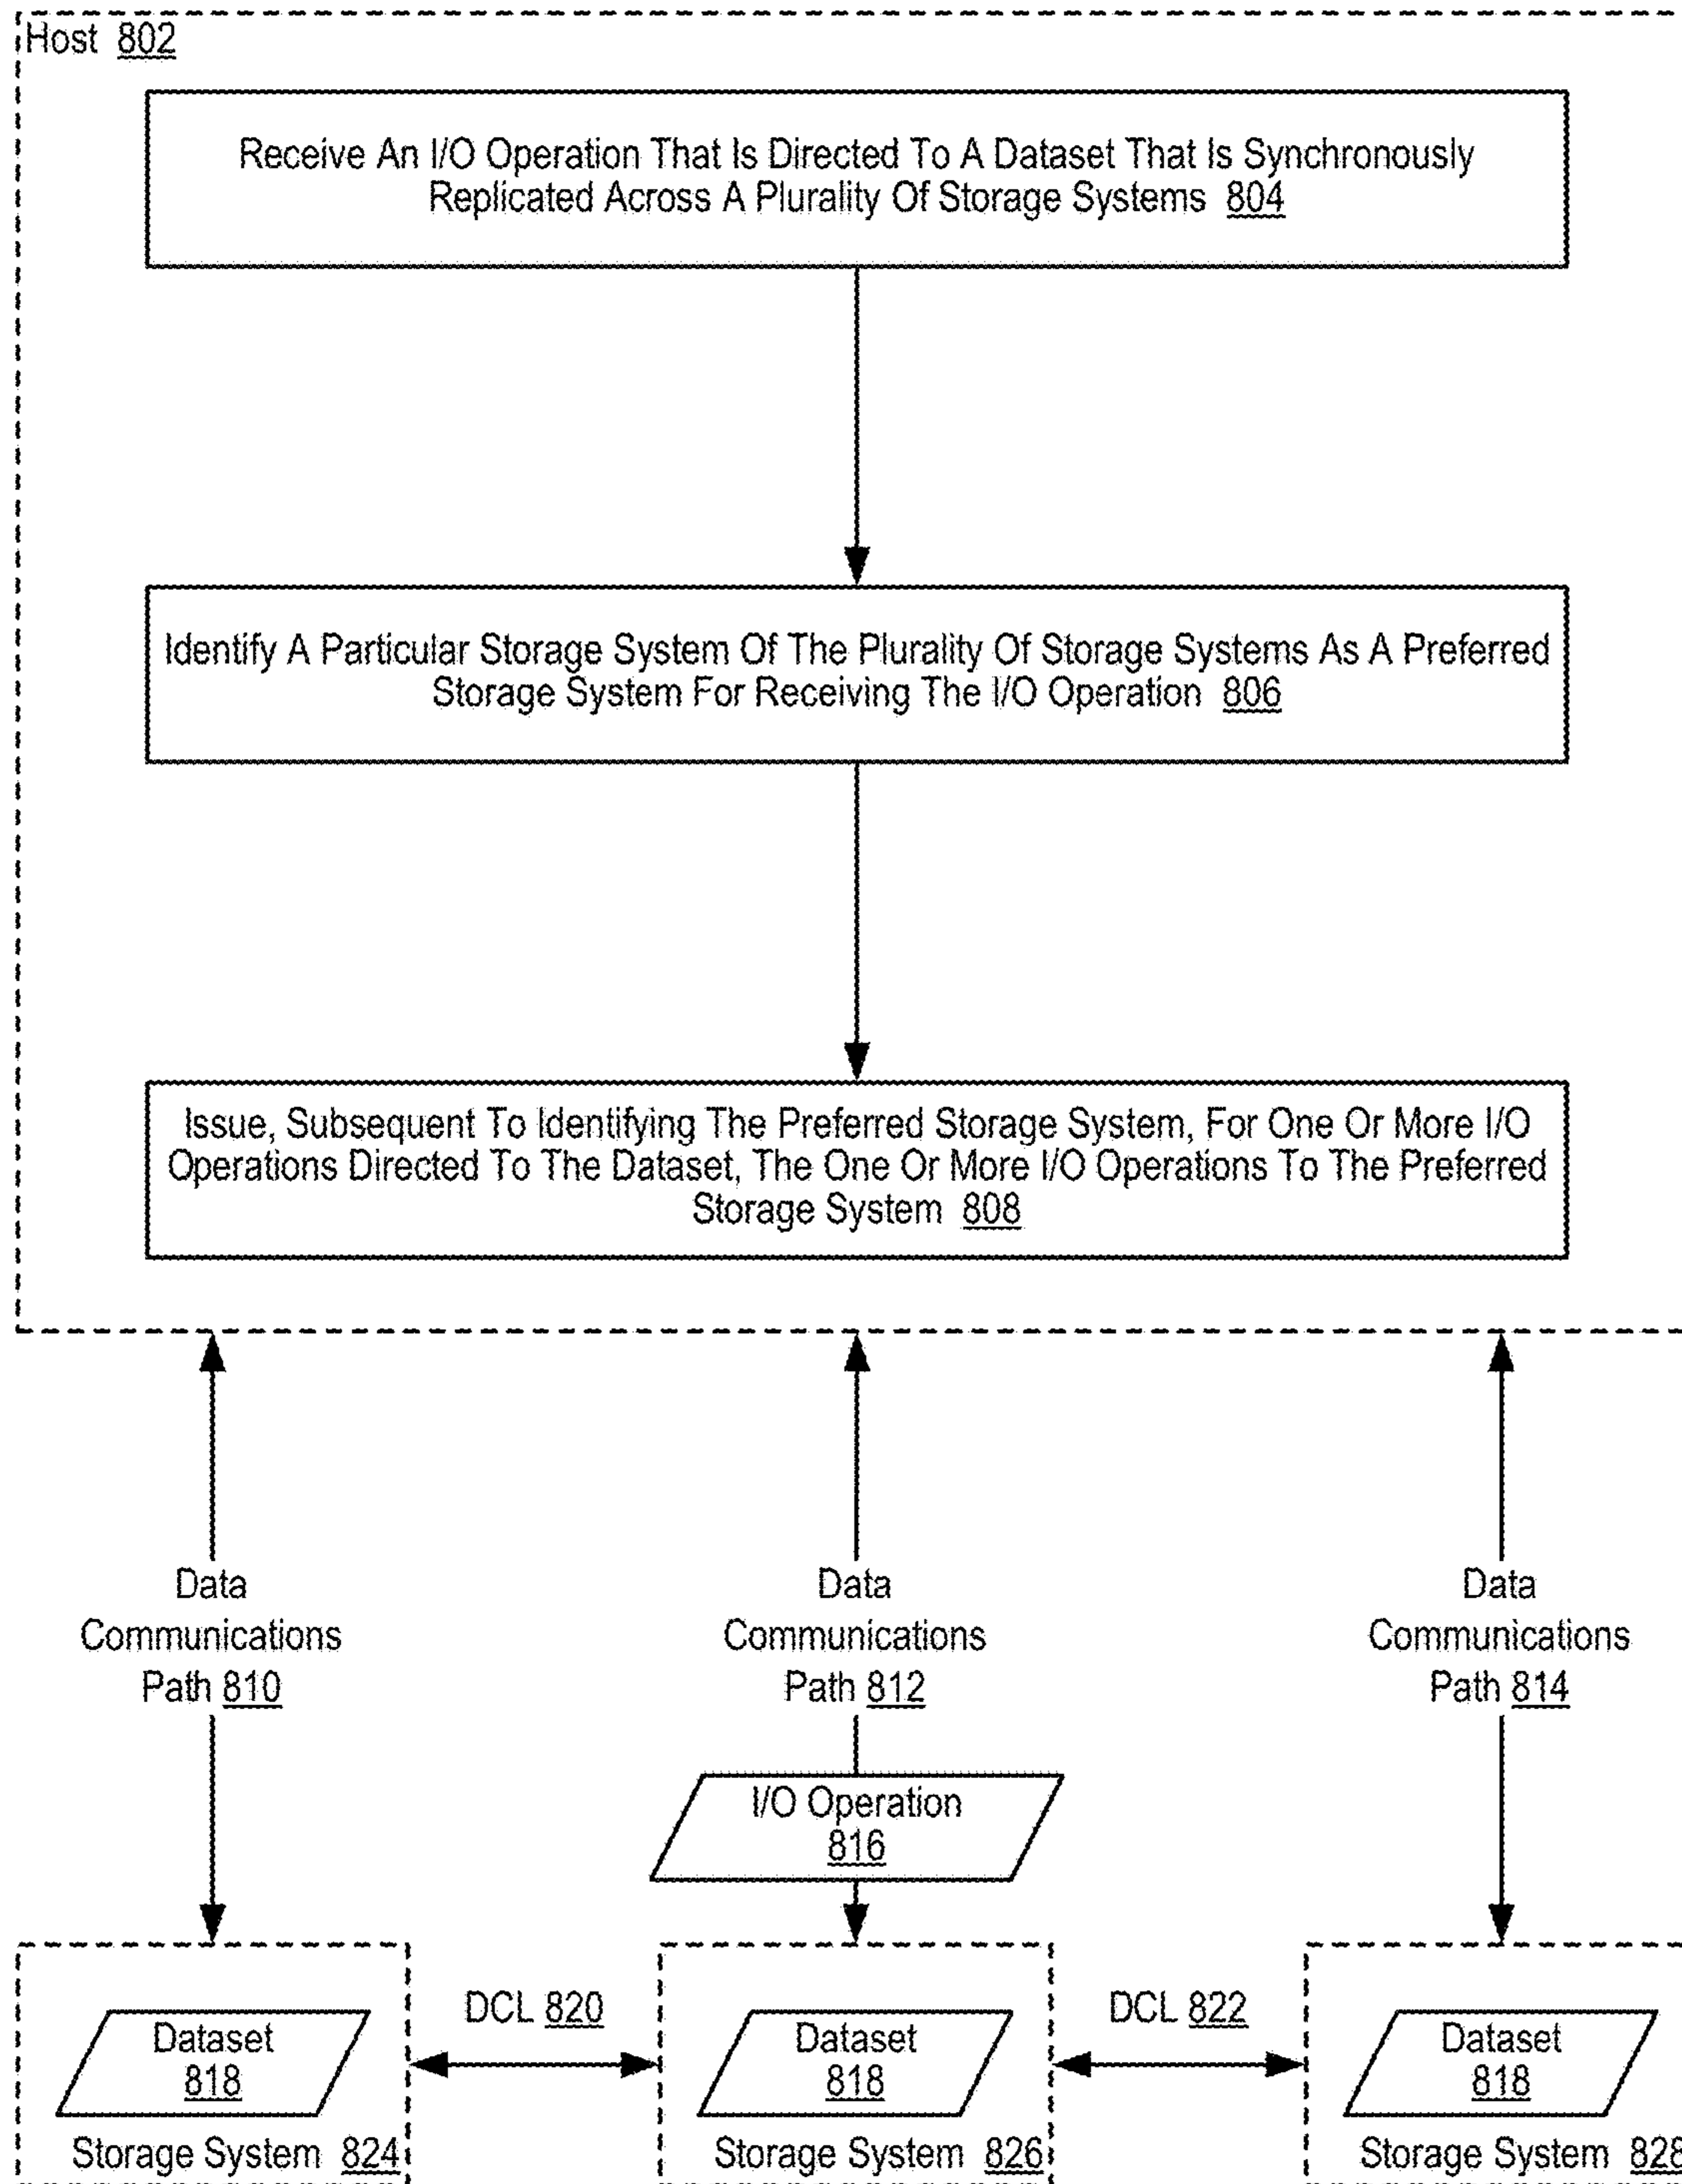 Host 802
Receive An I/O Operation That Is Directed To A Dataset That Is Synchronously
Replicated Across A Plurality Of Storage Systems 804
Identify A Particular Storage System Of The Plurality Of Storage Systems As A Preferred
Storage System For Receiving The I/O Operation 806
Issue, Subsequent To Identifying The Preferred Storage System, For One Or More I/O
Operations Directed To The Dataset, The One Or More I/O Operations To The Preferred
Storage System 808
Data
Communications
Path 810
Data
Communications
Path 812
Data
Communications
Path 814
I/O Operation
816
Dataset
818
Storage System 824
DCL 820
Dataset
818
Storage System 826
DCL 822
Dataset
818
Storage System 828